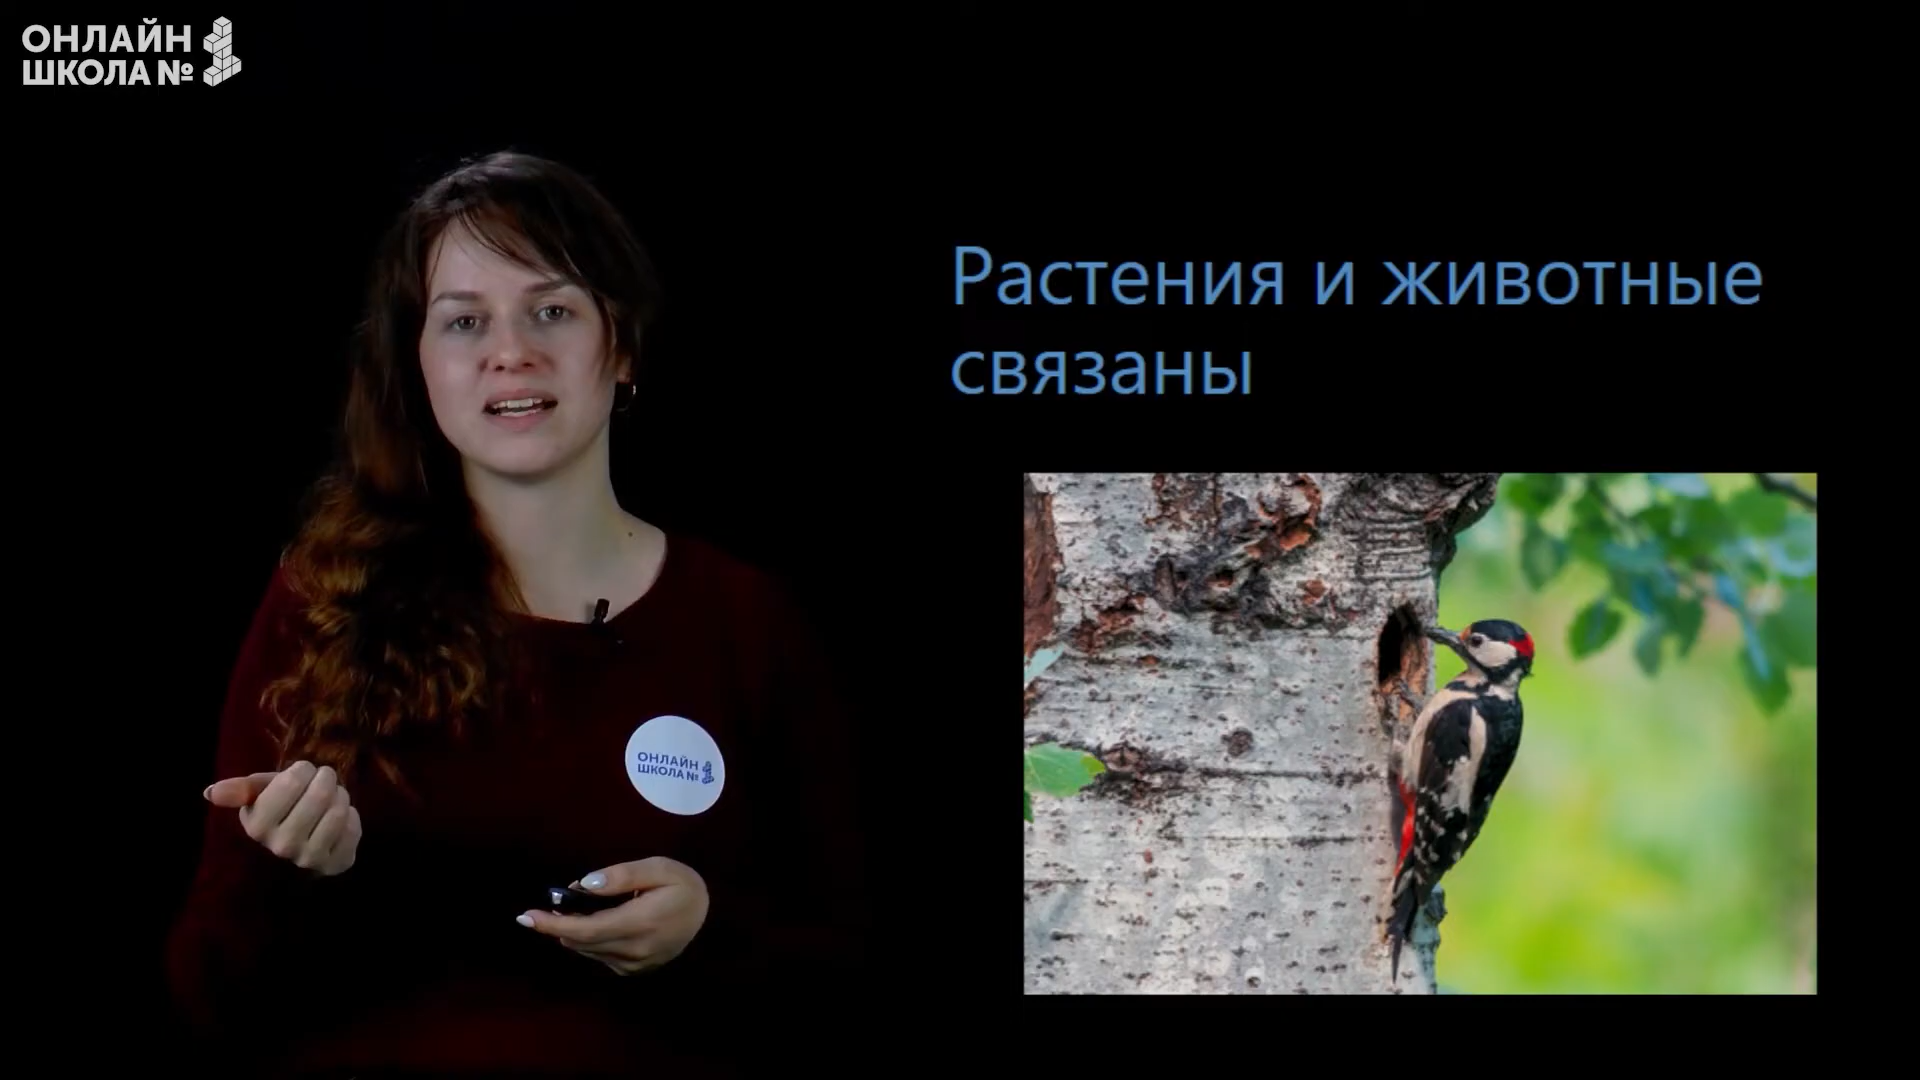 ОНЛАЙН
ШКОЛА №
Растения и животные
связаны
ОНЛАЙН
ШКОЛА №